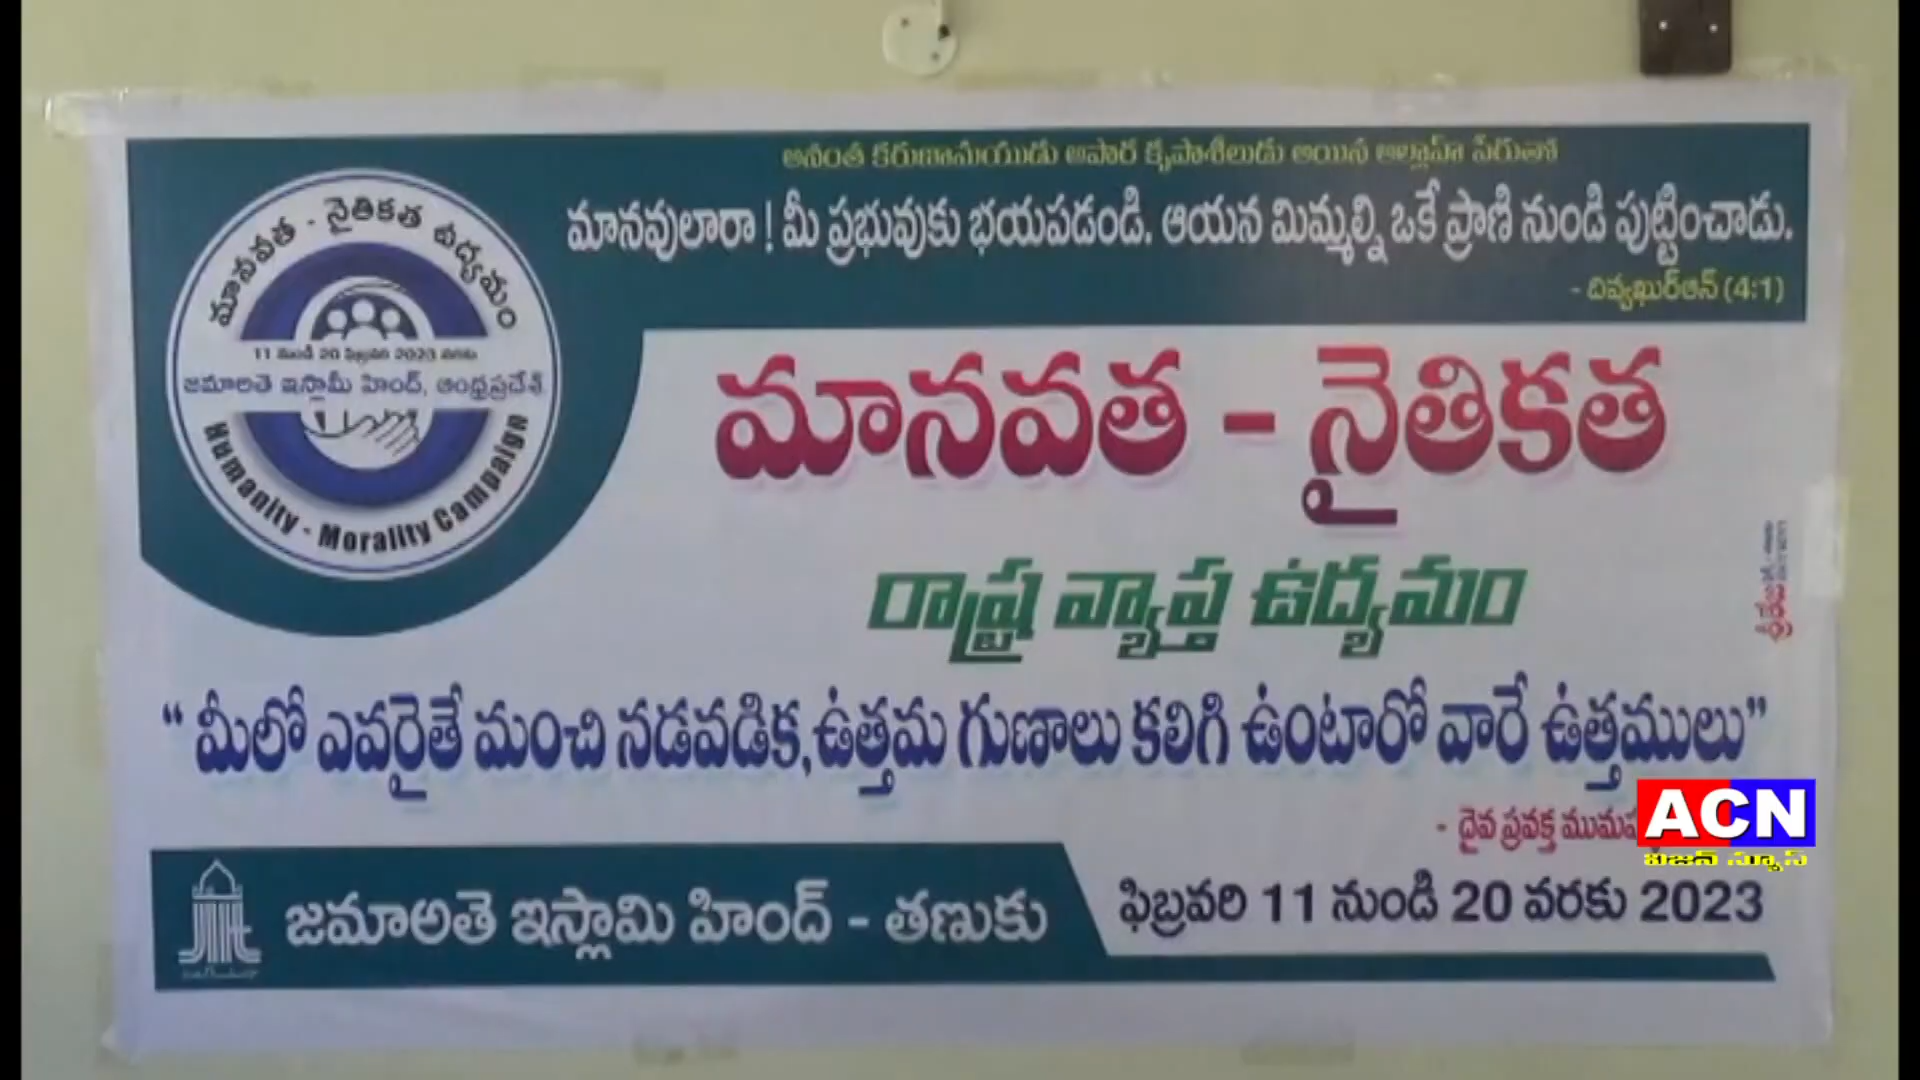 అనంత కరుణామయుడు అపార కృపాశీలుడు అయిన అల్లాహ్ పేరుతో
మానవులారా ! మీ ప్రభువుకు భయపడండి. ఆయన మిమ్మల్ని ఒకే ప్రాణి నుండి పుట్టించాడు.
- దివ్యఖుర్ఆన్ (4:1)
మానవత - నైతికత ఉద్యమం
11 నుండి 20 ఫిబ్రవరి 2023 వరకు
జమాఅతె ఇస్లామీ హింద్, ఆంధ్రప్రదేశ్
Humanity - Morality Campaign
మానవత - నైతికత
రాష్ట్ర వ్యాప్త ఉద్యమం
“ మీలో ఎవరైతే మంచి నడవడిక, ఉత్తమ గుణాలు కలిగి ఉంటారో వారే ఉత్తములు”
- దైవ ప్రవక్త
ACN
విజన్ న్యూస్
జమాఅతె ఇస్లామి హింద్ - తణుకు
ఫిబ్రవరి 11 నుండి 20 వరకు 2023